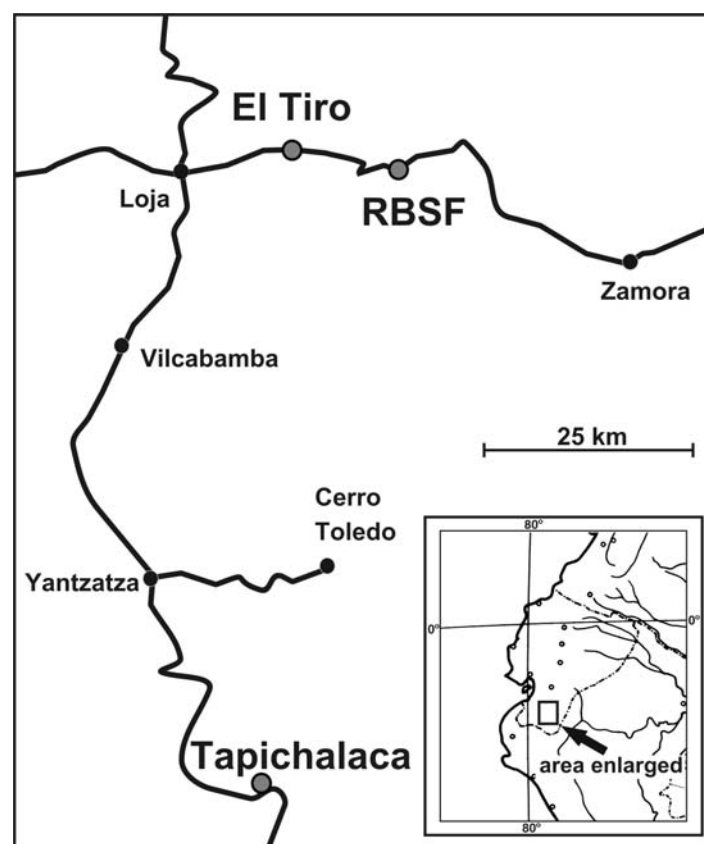 El Tiro
Loja
RBSF
Zamora
Vilcabamba
25 km
Cerro
Toledo
Yantzatza
Tapichalaca
80°
0°
0°
area enlarged
80°